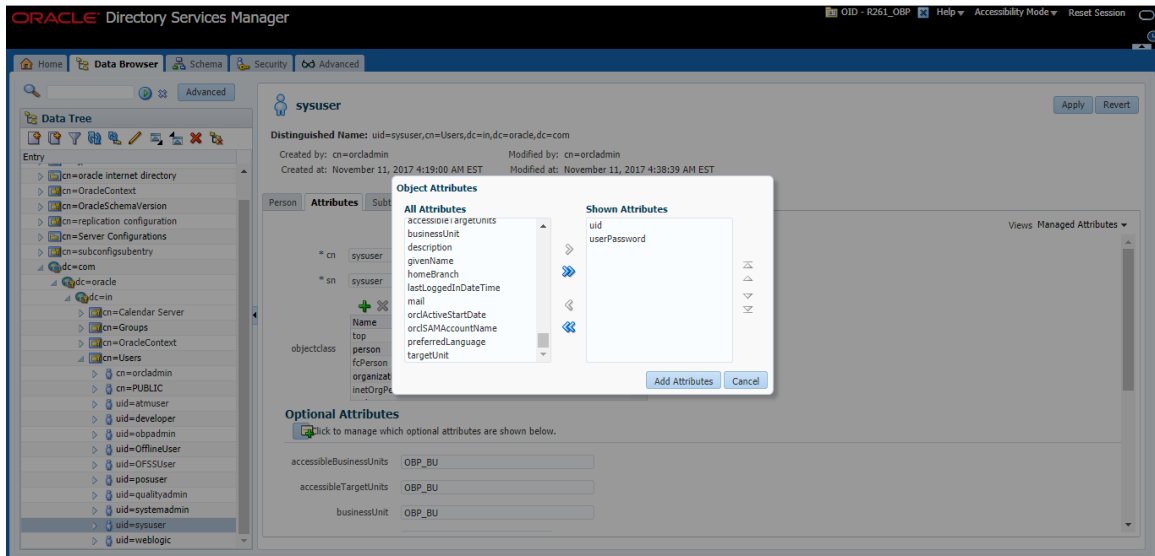 ORACLE Directory Services Manager
OID - R261_OBP Help Accessibility Mode Reset Session
Home Data Browser Schema Security Advanced
Advanced
Data Tree
Entry
cn=oracle internet directory
cn=OracleContext
cn=OracleSchemaVersion
cn=replication configuration
cn=Server Configurations
cn=subconfigsubentry
dc=com
dc=oracle
dc=in
cn=Calendar Server
cn=Groups
cn=OracleContext
cn=Users
cn=orcladmin
cn=PUBLIC
uid=atmuser
uid=developer
uid=obpadmin
uid=OfflineUser
uid=OFSSUser
uid=posuser
uid=qualityadmin
uid=systemadmin
uid=sysuser
uid=weblogic
sysuser
Apply Revert
Distinguished Name: uid=sysuser,cn=Users,dc=in,dc=oracle,dc=com
Created by: cn=orcladmin Modified by: cn=orcladmin
Created at: November 11, 2017 4:19:00 AM EST Modified at: November 11, 2017 4:38:39 AM EST
Person Attributes Subt
Views Managed Attributes
* cn sysuser
* sn sysuser
Name
objectclass
top
person
fcPerson
organizat
inetOrgPe
Object Attributes
All Attributes
accessibleTargetUnits
businessUnit
description
givenName
homeBranch
lastLoggedInDateTime
mail
orclActiveStartDate
orclSAMAccountName
preferredLanguage
targetUnit
Shown Attributes
uid
userPassword
Add Attributes Cancel
Optional Attributes
Click to manage which optional attributes are shown below.
accessibleBusinessUnits OBP_BU
accessibleTargetUnits OBP_BU
businessUnit OBP_BU